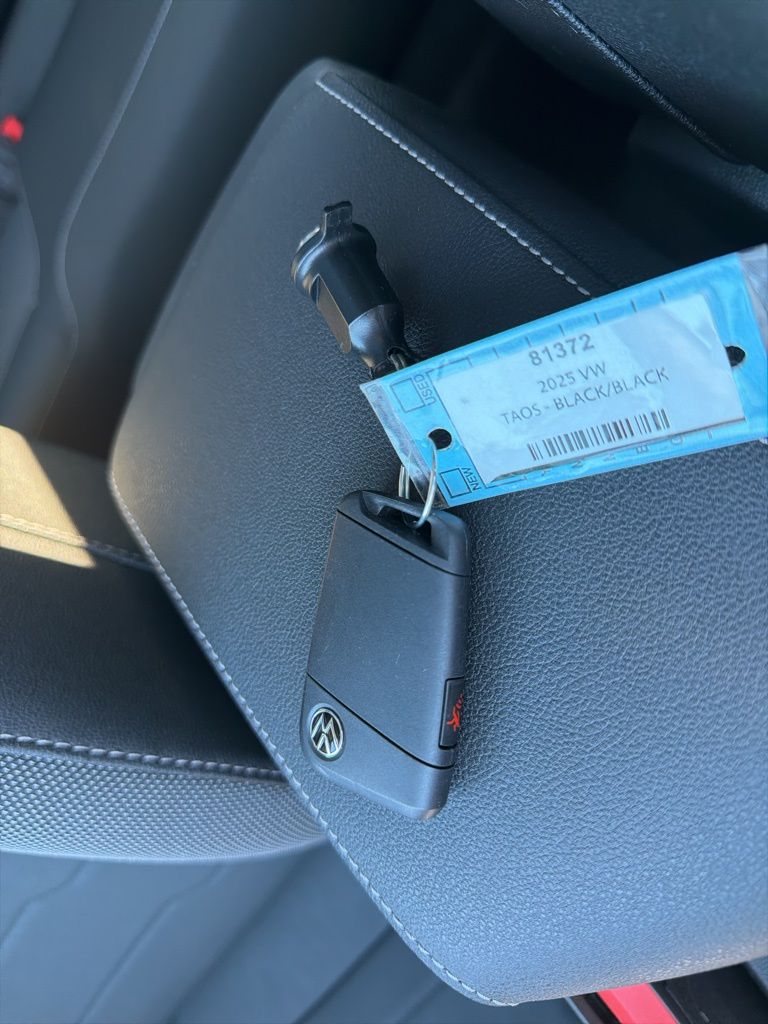 81372
2025 VW
TAOS - BLACK/BLACK
USED
NEW